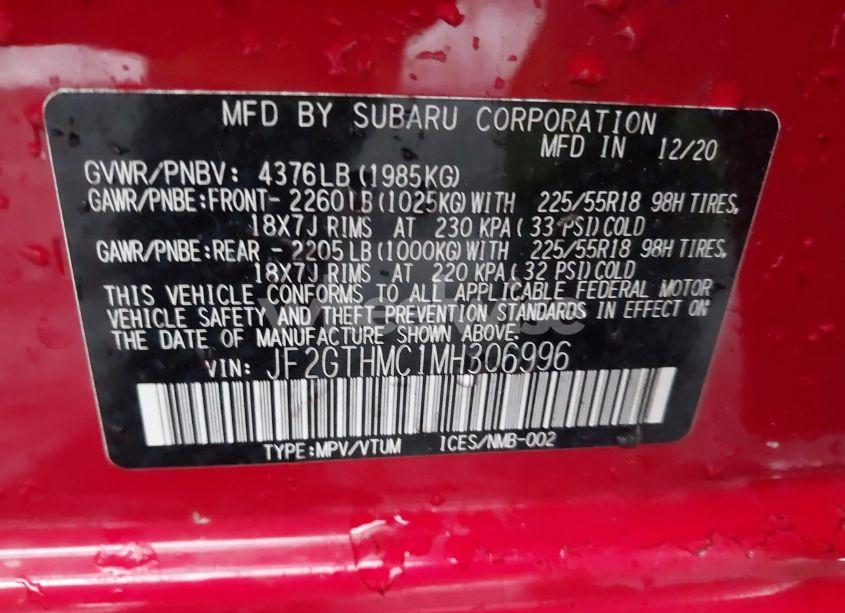 MFD BY SUBARU CORPORATION
MFD IN 12/20
GVWR/PNBV: 4376LB(1985KG)
GAWR/PNBE:FRONT- 2260LB(1025KG)WITH 225/55R18 98H TIRES,
18X7J RIMS AT 230 KPA( 33 PSI)COLD
GAWR/PNBE:REAR - 2205LB(1000KG)WITH 225/55R18 98H TIRES,
18X7J RIMS AT 220 KPA( 32 PSI)COLD
THIS VEHICLE CONFORMS TO ALL APPLICABLE FEDERAL MOTOR
VEHICLE SAFETY AND THEFT PREVENTION STANDARDS IN EFFECT ON
THE DATE OF MANUFACTURE SHOWN ABOVE.
VIN: JF2GTHMC1MH306996
TYPE:MPV/VTUM ICES/NMB-002